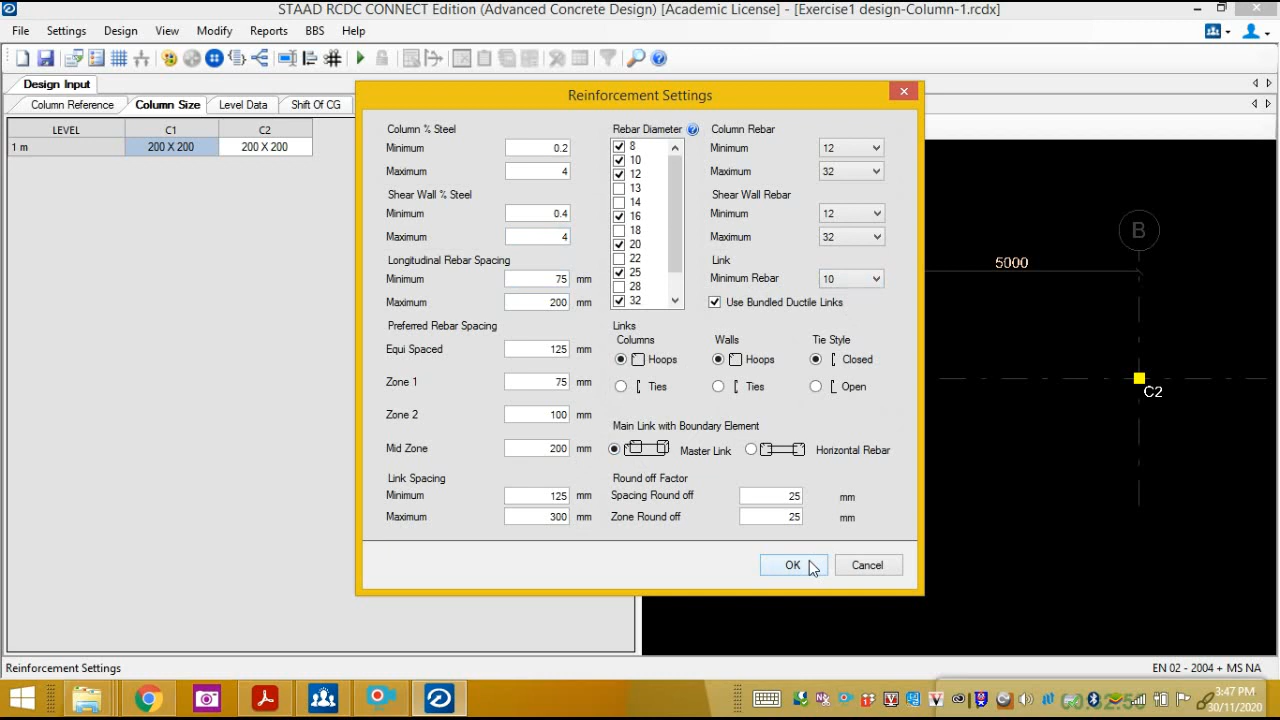 STAAD RCDC CONNECT Edition (Advanced Concrete Design) [Academic License] - [Exercise1 design-Column-1.rcdx]
File Settings Design View Modify Reports BBS Help
Design Input
Column Reference Column Size Level Data Shift Of CG
LEVEL C1 C2
1 m 200 X 200 200 X 200
Reinforcement Settings
Column % Steel
Minimum 0.2
Maximum 4
Shear Wall % Steel
Minimum 0.4
Maximum 4
Longitudinal Rebar Spacing
Minimum 75 mm
Maximum 200 mm
Preferred Rebar Spacing
Equi Spaced 125 mm
Zone 1 75 mm
Zone 2 100 mm
Mid Zone 200 mm
Link Spacing
Minimum 125 mm
Maximum 300 mm
Rebar Diameter
8
10
12
13
14
16
18
20
22
25
28
32
Column Rebar
Minimum 12
Maximum 32
Shear Wall Rebar
Minimum 12
Maximum 32
Link
Minimum Rebar 10
Use Bundled Ductile Links
Links
Columns Walls Tie Style
Hoops Hoops Closed
Ties Ties Open
Main Link with Boundary Element
Master Link Horizontal Rebar
Round off Factor
Spacing Round off 25 mm
Zone Round off 25 mm
OK Cancel
B
5000
C2
Reinforcement Settings EN 02 - 2004 + MS NA
3:47 PM
30/11/2020